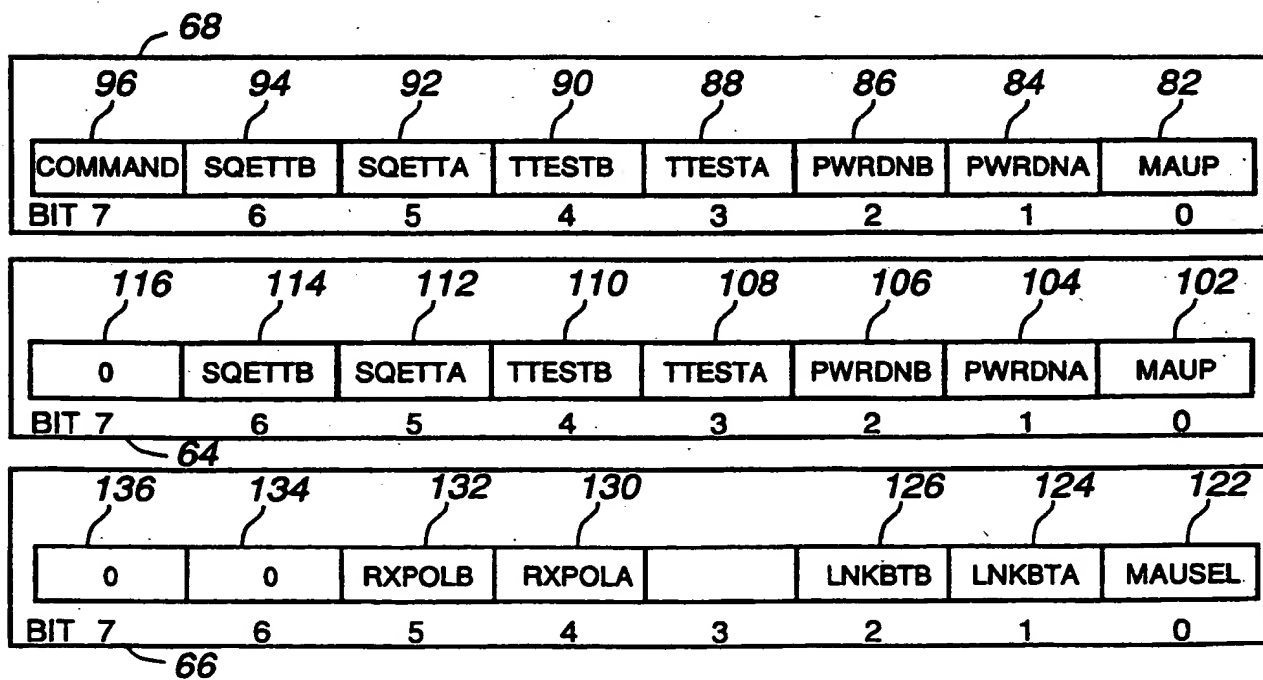 68
96 94 92 90 88 86 84 82
COMMAND SQETTB SQETTA TTESTB TTESTA PWRDNB PWRDNA MAUP
BIT 7 6 5 4 3 2 1 0
116 114 112 110 108 106 104 102
0 SQETTB SQETTA TTESTB TTESTA PWRDNB PWRDNA MAUP
BIT 7 6 5 4 3 2 1 0
64
136 134 132 130 126 124 122
0 0 RXPOLB RXPOLA LNKBTB LNKBTA MAUSEL
BIT 7 6 5 4 3 2 1 0
66